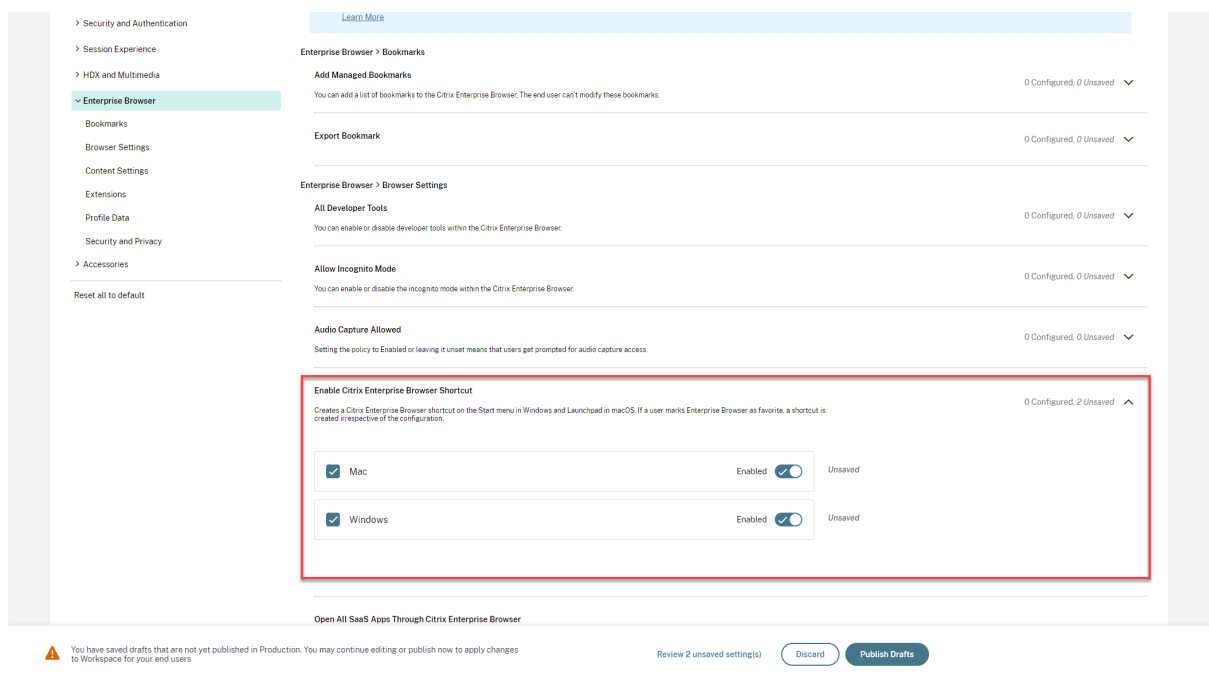 Learn More
Security and Authentication
Session Experience
HDX and Multimedia
Enterprise Browser
Bookmarks
Browser Settings
Content Settings
Extensions
Profile Data
Security and Privacy
Accessories
Reset all to default
Enterprise Browser > Bookmarks
Add Managed Bookmarks
You can add a list of bookmarks to the Citrix Enterprise Browser. The end user can't modify these bookmarks.
0 Configured, 0 Unsaved
Export Bookmark
0 Configured, 0 Unsaved
Enterprise Browser > Browser Settings
All Developer Tools
You can enable or disable developer tools within the Citrix Enterprise Browser.
0 Configured, 0 Unsaved
Allow Incognito Mode
You can enable or disable the incognito mode within the Citrix Enterprise Browser.
0 Configured, 0 Unsaved
Audio Capture Allowed
Setting the policy to Enabled or leaving it unset means that users get prompted for audio capture access.
0 Configured, 0 Unsaved
Enable Citrix Enterprise Browser Shortcut
Creates a Citrix Enterprise Browser shortcut on the Start menu in Windows and Launchpad in macOS. If a user marks Enterprise Browser as favorite, a shortcut is
created irrespective of the configuration.
0 Configured, 2 Unsaved
Mac
Enabled
Unsaved
Windows
Enabled
Unsaved
Open All SaaS Apps Through Citrix Enterprise Browser
You have saved drafts that are not yet published in Production. You may continue editing or publish now to apply changes
to Workspace for your end users
Review 2 unsaved setting(s)
Discard
Publish Drafts